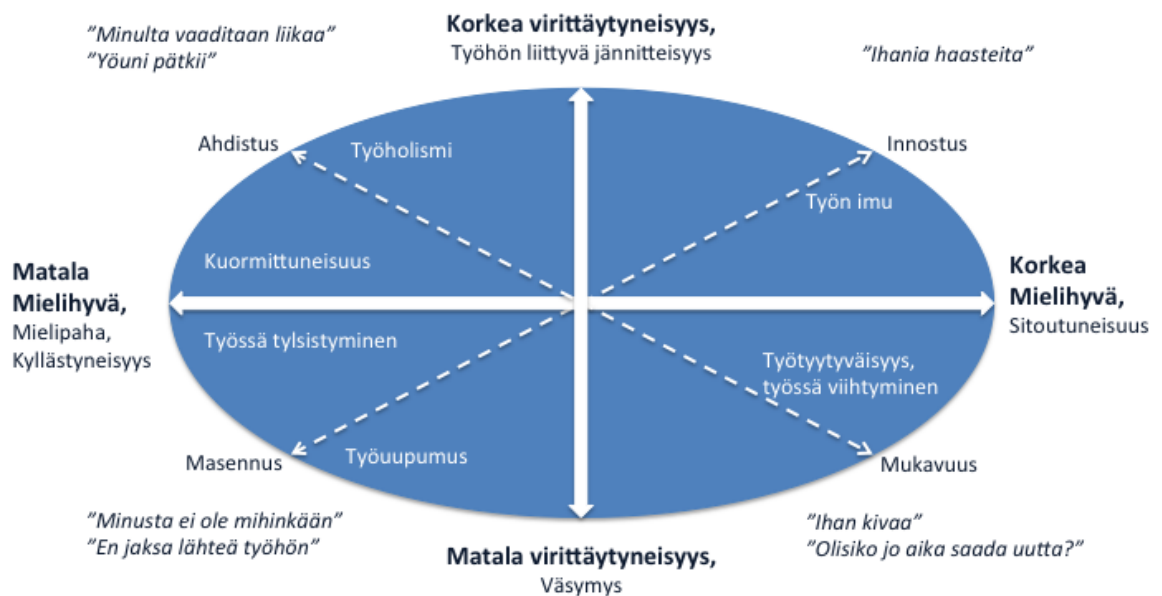 ”Minulta vaaditaan liikaa”
”Yöuni pätkii”
Korkea virittäytyneisyys,
Työhön liittyvä jännitteisyys
”Ihania haasteita”
Ahdistus
Työholismi
Innostus
Työn imu
Kuormittuneisuus
Matala
Mielihyvä,
Mielipaha,
Kyllästyneisyys
Korkea
Mielihyvä,
Sitoutuneisuus
Työssä tylsistyminen
Työtyytyväisyys,
työssä viihtyminen
Masennus
Työuupumus
Mukavuus
”Minusta ei ole mihinkään”
”En jaksa lähteä työhön”
”Ihan kivaa”
”Olisiko jo aika saada uutta?”
Matala virittäytyneisyys,
Väsymys